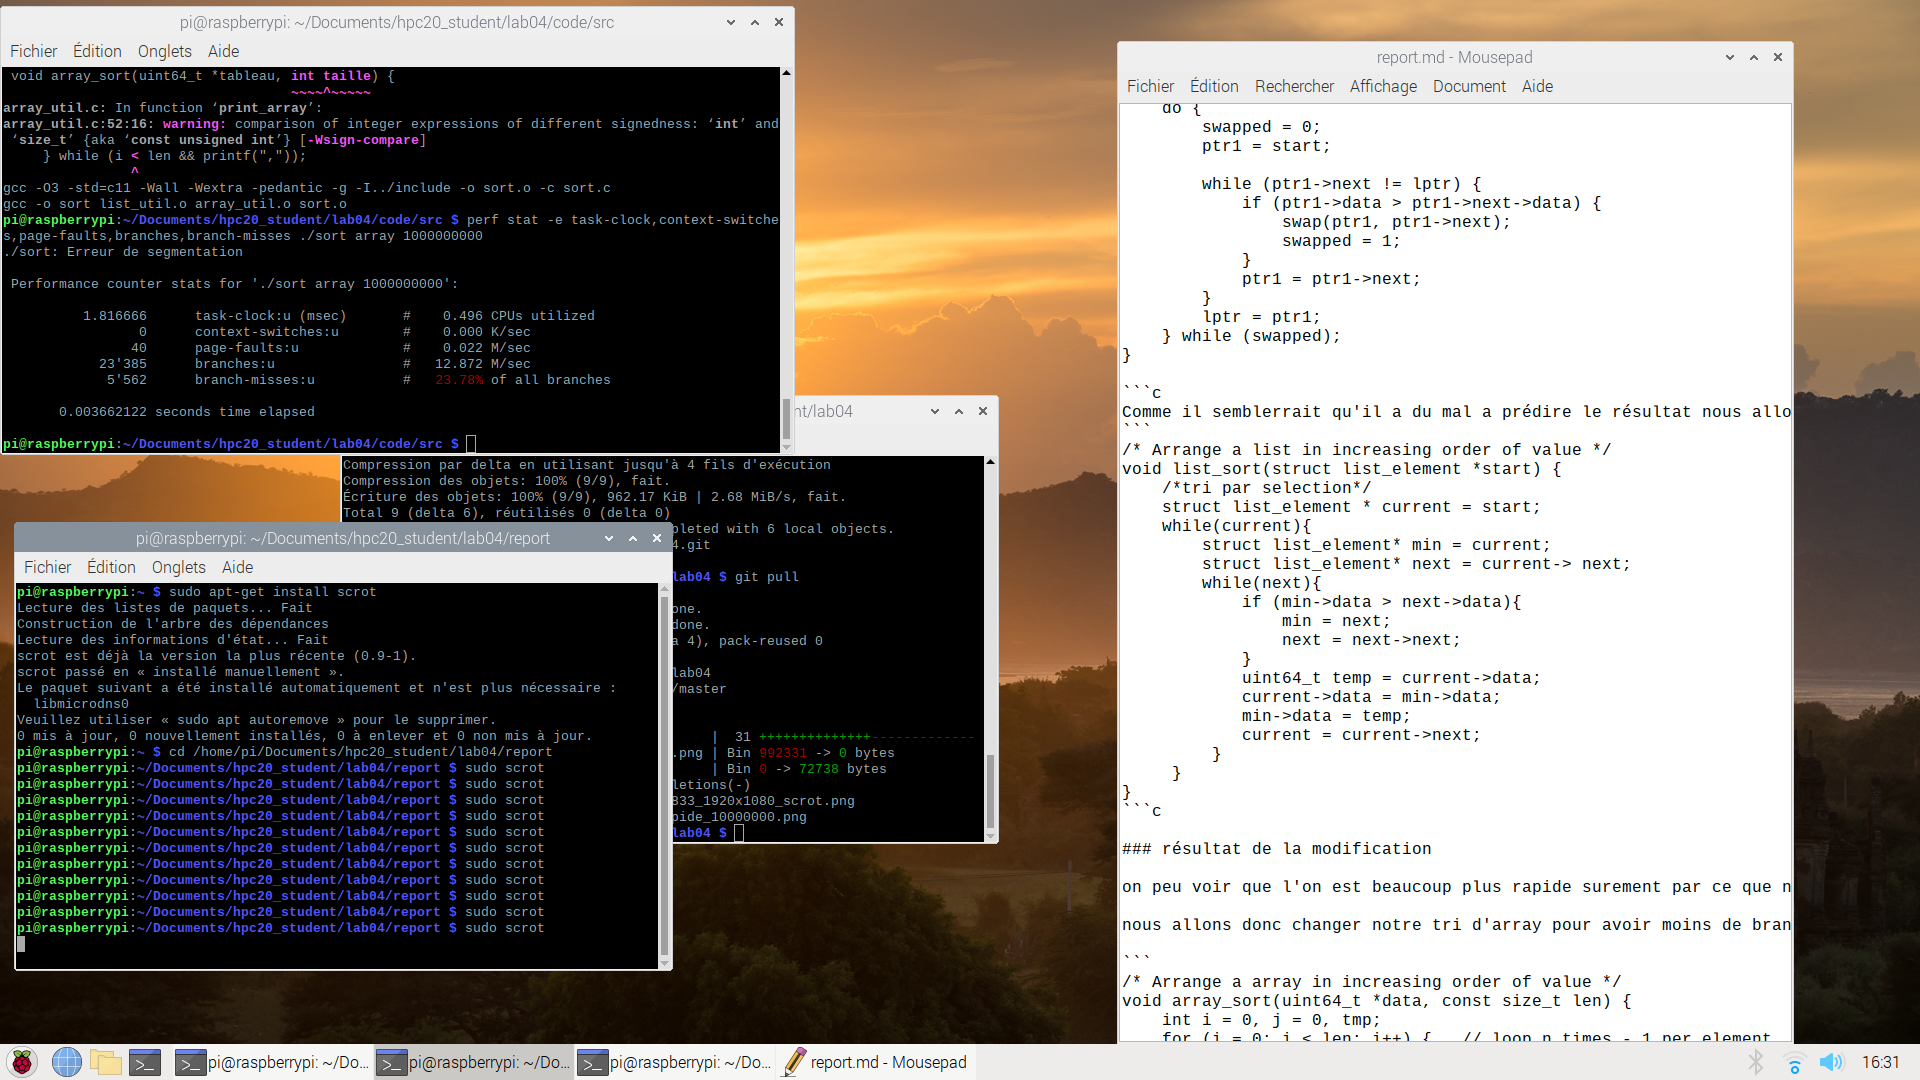 pi@raspberrypi: ~/Documents/hpc20_student/lab04/code/src
Fichier Édition Onglets Aide
void array_sort(uint64_t *tableau, int taille) {
~~~~^~~~~~
array_util.c: In function ‘print_array’:
array_util.c:52:16: warning: comparison of integer expressions of different signedness: ‘int’ and
‘size_t’ {aka ‘const unsigned int’} [-Wsign-compare]
} while (i < len && printf(","));
^
gcc -O3 -std=c11 -Wall -Wextra -pedantic -g -I../include -o sort.o -c sort.c
gcc -o sort list_util.o array_util.o sort.o
pi@raspberrypi:~/Documents/hpc20_student/lab04/code/src $ perf stat -e task-clock,context-switche
s,page-faults,branches,branch-misses ./sort array 1000000000
./sort: Erreur de segmentation
Performance counter stats for './sort array 1000000000':
1.816666 task-clock:u (msec) # 0.496 CPUs utilized
0 context-switches:u # 0.000 K/sec
40 page-faults:u # 0.022 M/sec
23'385 branches:u # 12.872 M/sec
5'562 branch-misses:u # 23.78% of all branches
0.003662122 seconds time elapsed
pi@raspberrypi:~/Documents/hpc20_student/lab04/code/src $
nt/lab04
Compression par delta en utilisant jusqu'à 4 fils d'exécution
Compression des objets: 100% (9/9), fait.
Écriture des objets: 100% (9/9), 962.17 KiB | 2.68 MiB/s, fait.
Total 9 (delta 6), réutilisés 0 (delta 0)
pleted with 6 local objects.
4.git
lab04 $ git pull
one.
done.
a 4), pack-reused 0
lab04
/master
| 31 ++++++++++++++-------------
.png | Bin 992331 -> 0 bytes
| Bin 0 -> 72738 bytes
letions(-)
833_1920x1080_scrot.png
pide_10000000.png
lab04 $
pi@raspberrypi: ~/Documents/hpc20_student/lab04/report
Fichier Édition Onglets Aide
pi@raspberrypi:~ $ sudo apt-get install scrot
Lecture des listes de paquets... Fait
Construction de l'arbre des dépendances
Lecture des informations d'état... Fait
scrot est déjà la version la plus récente (0.9-1).
scrot passé en « installé manuellement ».
Le paquet suivant a été installé automatiquement et n'est plus nécessaire :
libmicrodns0
Veuillez utiliser « sudo apt autoremove » pour le supprimer.
0 mis à jour, 0 nouvellement installés, 0 à enlever et 0 non mis à jour.
pi@raspberrypi:~ $ cd /home/pi/Documents/hpc20_student/lab04/report
pi@raspberrypi:~/Documents/hpc20_student/lab04/report $ sudo scrot
pi@raspberrypi:~/Documents/hpc20_student/lab04/report $ sudo scrot
pi@raspberrypi:~/Documents/hpc20_student/lab04/report $ sudo scrot
pi@raspberrypi:~/Documents/hpc20_student/lab04/report $ sudo scrot
pi@raspberrypi:~/Documents/hpc20_student/lab04/report $ sudo scrot
pi@raspberrypi:~/Documents/hpc20_student/lab04/report $ sudo scrot
pi@raspberrypi:~/Documents/hpc20_student/lab04/report $ sudo scrot
pi@raspberrypi:~/Documents/hpc20_student/lab04/report $ sudo scrot
pi@raspberrypi:~/Documents/hpc20_student/lab04/report $ sudo scrot
pi@raspberrypi:~/Documents/hpc20_student/lab04/report $ sudo scrot
pi@raspberrypi:~/Documents/hpc20_student/lab04/report $ sudo scrot
report.md - Mousepad
Fichier Édition Rechercher Affichage Document Aide
do {
swapped = 0;
ptr1 = start;
while (ptr1->next != lptr) {
if (ptr1->data > ptr1->next->data) {
swap(ptr1, ptr1->next);
swapped = 1;
}
ptr1 = ptr1->next;
}
lptr = ptr1;
} while (swapped);
}
```c
Comme il semblerrait qu'il a du mal a prédire le résultat nous allo
```
/* Arrange a list in increasing order of value */
void list_sort(struct list_element *start) {
/*tri par selection*/
struct list_element * current = start;
while(current){
struct list_element* min = current;
struct list_element* next = current-> next;
while(next){
if (min->data > next->data){
min = next;
next = next->next;
}
uint64_t temp = current->data;
current->data = min->data;
min->data = temp;
current = current->next;
}
}
}
```c
### résultat de la modification
on peu voir que l'on est beaucoup plus rapide surement par ce que n
nous allons donc changer notre tri d'array pour avoir moins de bran
```
/* Arrange a array in increasing order of value */
void array_sort(uint64_t *data, const size_t len) {
int i = 0, j = 0, tmp;
for (i = 0; i < len; i++) { // loop n times - 1 per element
pi@raspberrypi: ~/Do...
pi@raspberrypi: ~/Do...
pi@raspberrypi: ~/Do...
report.md - Mousepad
16:31